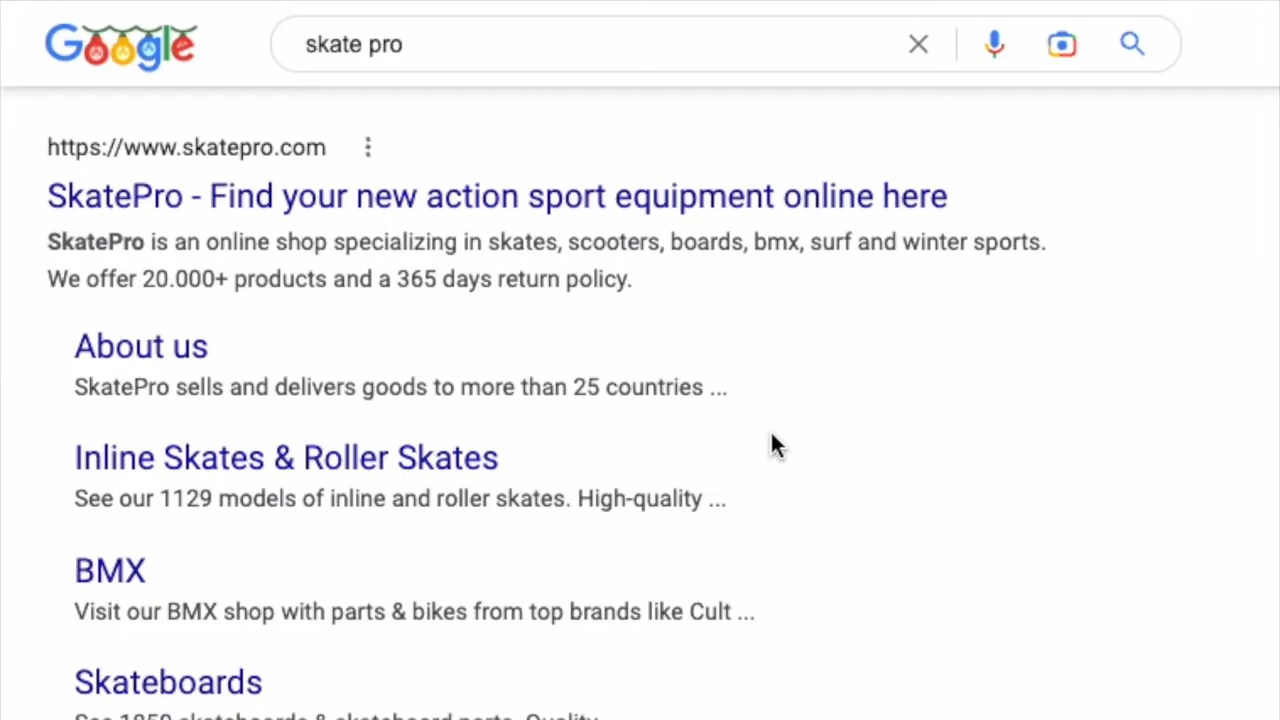 Google
skate pro
https://www.skatepro.com
SkatePro - Find your new action sport equipment online here
SkatePro is an online shop specializing in skates, scooters, boards, bmx, surf and winter sports.
We offer 20.000+ products and a 365 days return policy.
About us
SkatePro sells and delivers goods to more than 25 countries ...
Inline Skates & Roller Skates
See our 1129 models of inline and roller skates. High-quality ...
BMX
Visit our BMX shop with parts & bikes from top brands like Cult ...
Skateboards
skateboards & skateboard parts. Quality